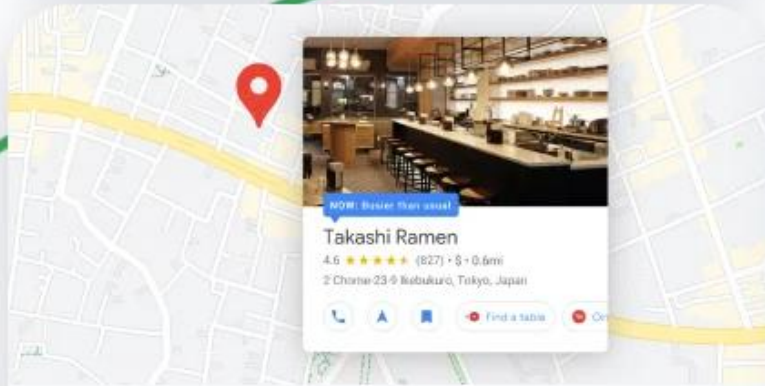 NOW: Busier than usual
Takashi Ramen
4.6 ★★★★★ (827) • $ • 0.6mi
2 Chome-23-9 Ikebukuro, Tokyo, Japan
Find a table